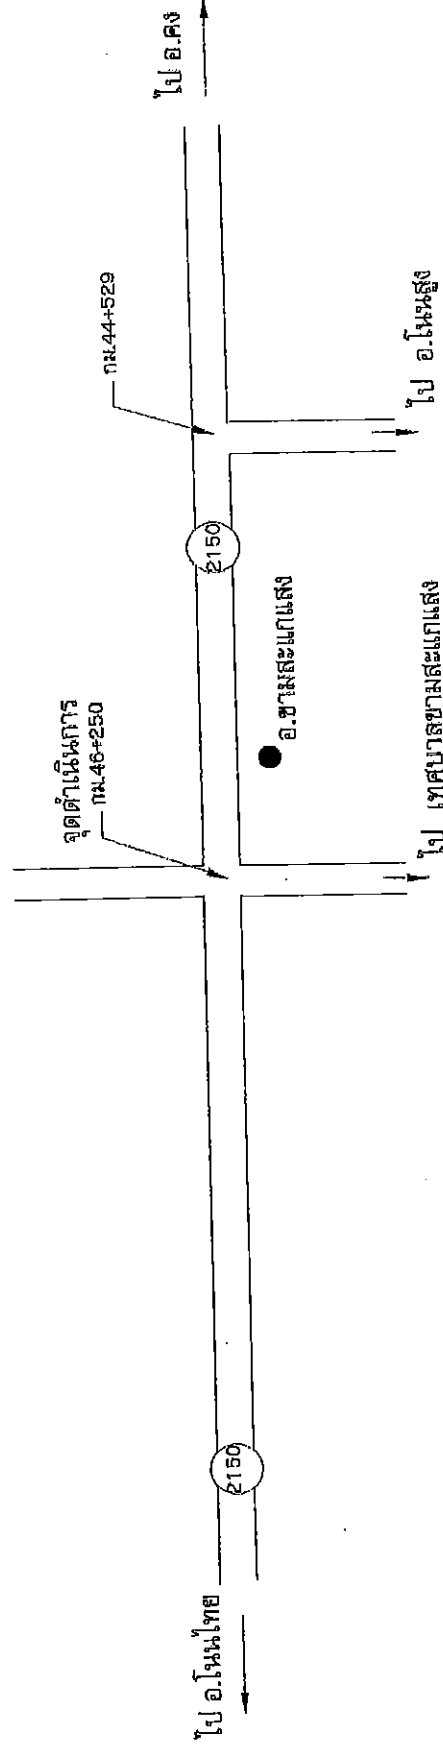 ไป อ.คง
กม.44+529
2150
ไป อ.โนนสูง
จุดดำเนินการ
กม.46+250
อ.ขามสะแกแสง
ไป เทศบาลขามสะแกแสง
2150
ไป อ.โนนไทย